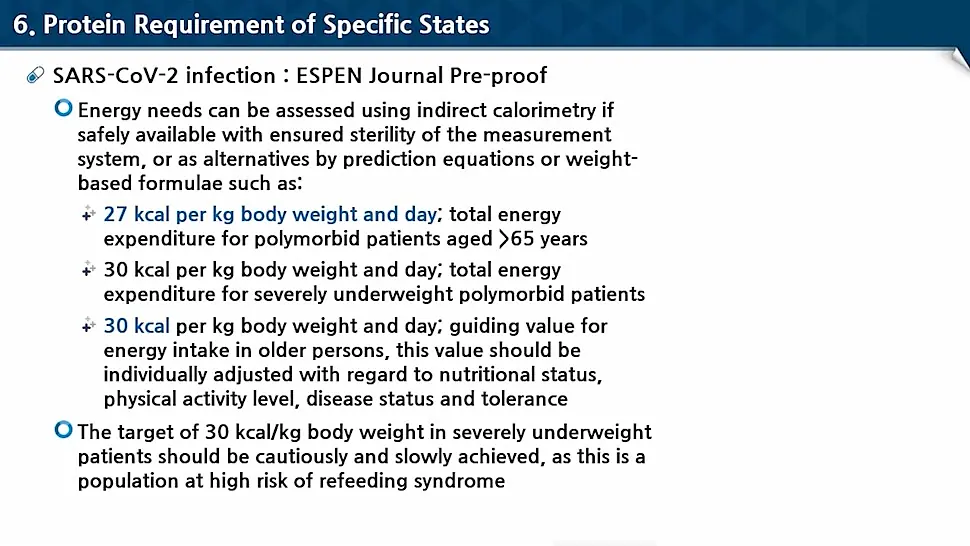 6. Protein Requirement of Specific States
SARS-CoV-2 infection : ESPEN Journal Pre-proof
Energy needs can be assessed using indirect calorimetry if
safely available with ensured sterility of the measurement
system, or as alternatives by prediction equations or weight-
based formulae such as:
27 kcal per kg body weight and day; total energy
expenditure for polymorbid patients aged >65 years
30 kcal per kg body weight and day; total energy
expenditure for severely underweight polymorbid patients
30 kcal per kg body weight and day; guiding value for
energy intake in older persons, this value should be
individually adjusted with regard to nutritional status,
physical activity level, disease status and tolerance
The target of 30 kcal/kg body weight in severely underweight
patients should be cautiously and slowly achieved, as this is a
population at high risk of refeeding syndrome